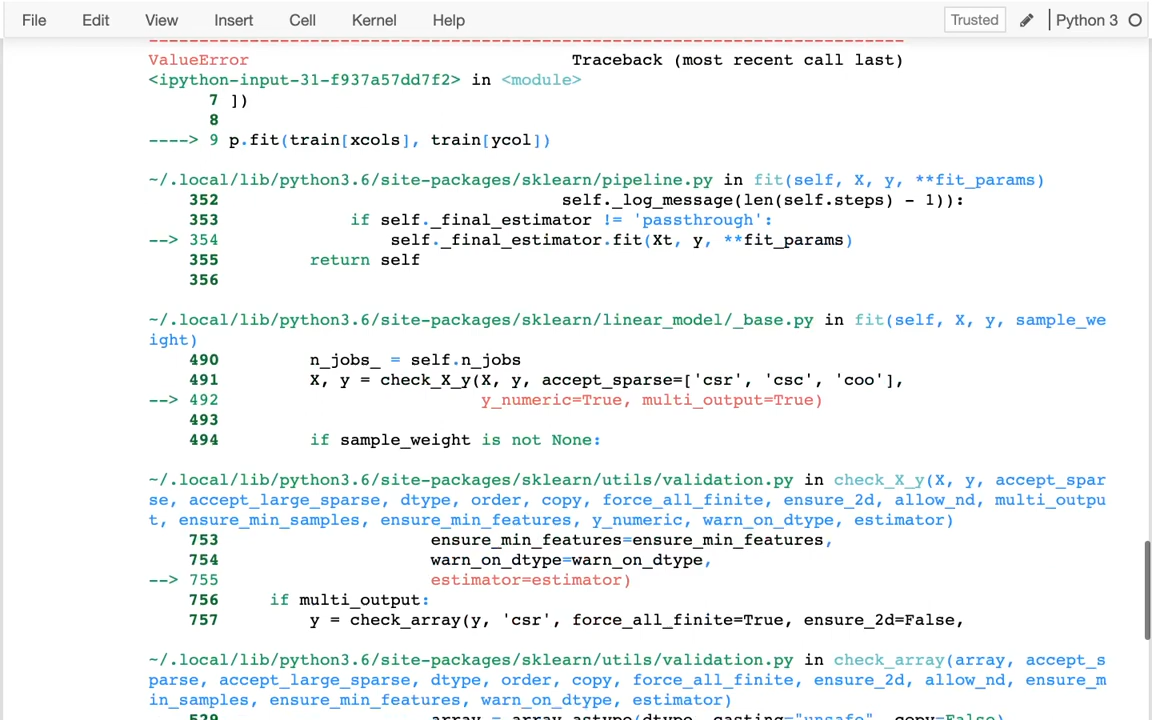 File Edit View Insert Cell Kernel Help Trusted Python 3
ValueError Traceback (most recent call last)
<ipython-input-31-f937a57dd7f2> in <module>
7 ])
8
----> 9 p.fit(train[xcols], train[ycol])
~/.local/lib/python3.6/site-packages/sklearn/pipeline.py in fit(self, X, y, **fit_params)
352 self._log_message(len(self.steps) - 1)):
353 if self._final_estimator != 'passthrough':
--> 354 self._final_estimator.fit(Xt, y, **fit_params)
355 return self
356
~/.local/lib/python3.6/site-packages/sklearn/linear_model/_base.py in fit(self, X, y, sample_we
ight)
490 n_jobs_ = self.n_jobs
491 X, y = check_X_y(X, y, accept_sparse=['csr', 'csc', 'coo'],
--> 492 y_numeric=True, multi_output=True)
493
494 if sample_weight is not None:
~/.local/lib/python3.6/site-packages/sklearn/utils/validation.py in check_X_y(X, y, accept_spar
se, accept_large_sparse, dtype, order, copy, force_all_finite, ensure_2d, allow_nd, multi_outpu
t, ensure_min_samples, ensure_min_features, y_numeric, warn_on_dtype, estimator)
753 ensure_min_features=ensure_min_features,
754 warn_on_dtype=warn_on_dtype,
--> 755 estimator=estimator)
756 if multi_output:
757 y = check_array(y, 'csr', force_all_finite=True, ensure_2d=False,
~/.local/lib/python3.6/site-packages/sklearn/utils/validation.py in check_array(array, accept_s
parse, accept_large_sparse, dtype, order, copy, force_all_finite, ensure_2d, allow_nd, ensure_m
in_samples, ensure_min_features, warn_on_dtype, estimator)
529 array = array.astype(dtype, casting="unsafe", copy=False)